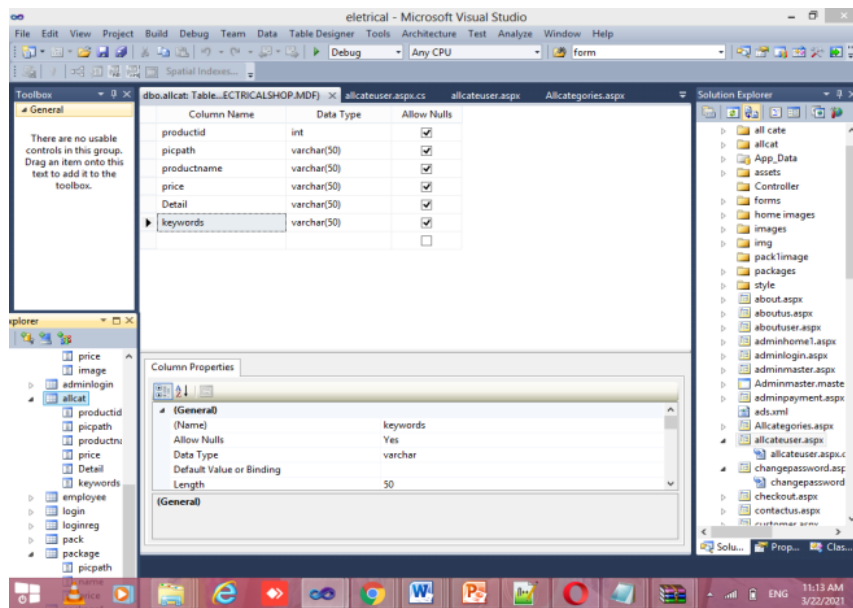 eletrical - Microsoft Visual Studio
File Edit View Project Build Debug Team Data Table Designer Tools Architecture Test Analyze Window Help
Debug Any CPU form
Spatial Indexes...
Toolbox
General
There are no usable
controls in this group.
Drag an item onto this
text to add it to the
toolbox.
dbo.allcat: Table...ECTRICALSHOP.MDF) allcateuser.aspx.cs allcateuser.aspx Allcategories.aspx
Column Name Data Type Allow Nulls
productid int
picpath varchar(50)
productname varchar(50)
price varchar(50)
Detail varchar(50)
keywords varchar(50)
Column Properties
(General)
(Name) keywords
Allow Nulls Yes
Data Type varchar
Default Value or Binding
Length 50
(General)
xplorer
price
image
adminlogin
allcat
productid
picpath
productna
price
Detail
keywords
employee
login
loginreg
pack
package
picpath
name
price
Solution Explorer
all cate
allcat
App_Data
assets
Controller
forms
home images
images
img
pack1image
packages
style
about.aspx
aboutus.aspx
aboutuser.aspx
adminhome1.aspx
adminlogin.aspx
adminmaster.aspx
Adminmaster.maste
adminpayment.aspx
ads.xml
Allcategories.aspx
allcateuser.aspx
allcateuser.aspx.c
changepassword.asp
changepassword
checkout.aspx
contactus.aspx
customer.aspx
Solu... Prop... Clas...
ENG
11:13 AM
3/22/2021